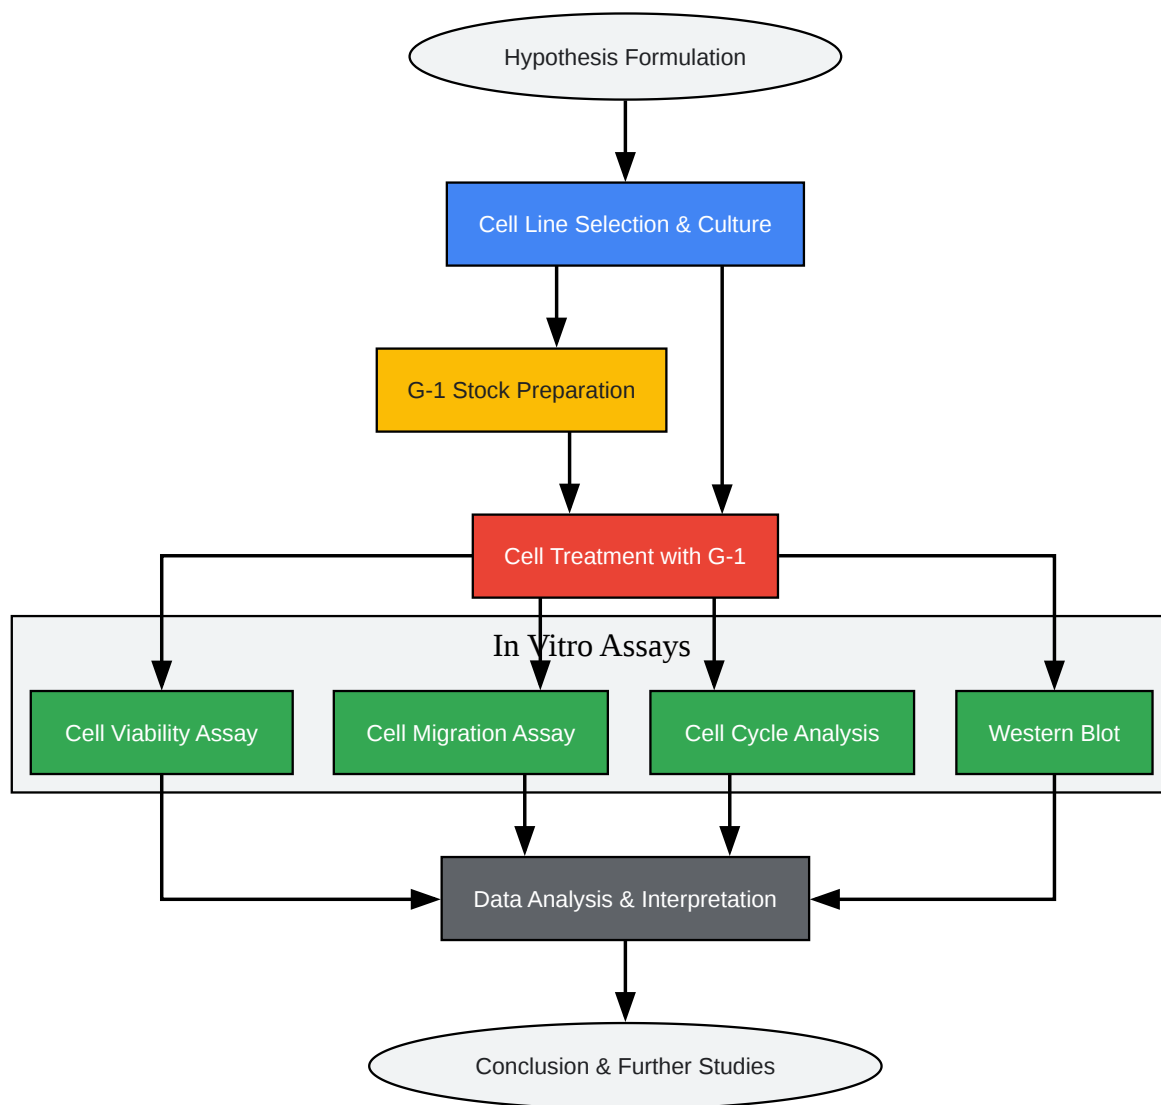 Hypothesis Formulation
Cell Line Selection & Culture
G-1 Stock Preparation
Cell Treatment with G-1
In Vitro Assays
Cell Viability Assay
Cell Migration Assay
Cell Cycle Analysis
Western Blot
Data Analysis & Interpretation
Conclusion & Further Studies